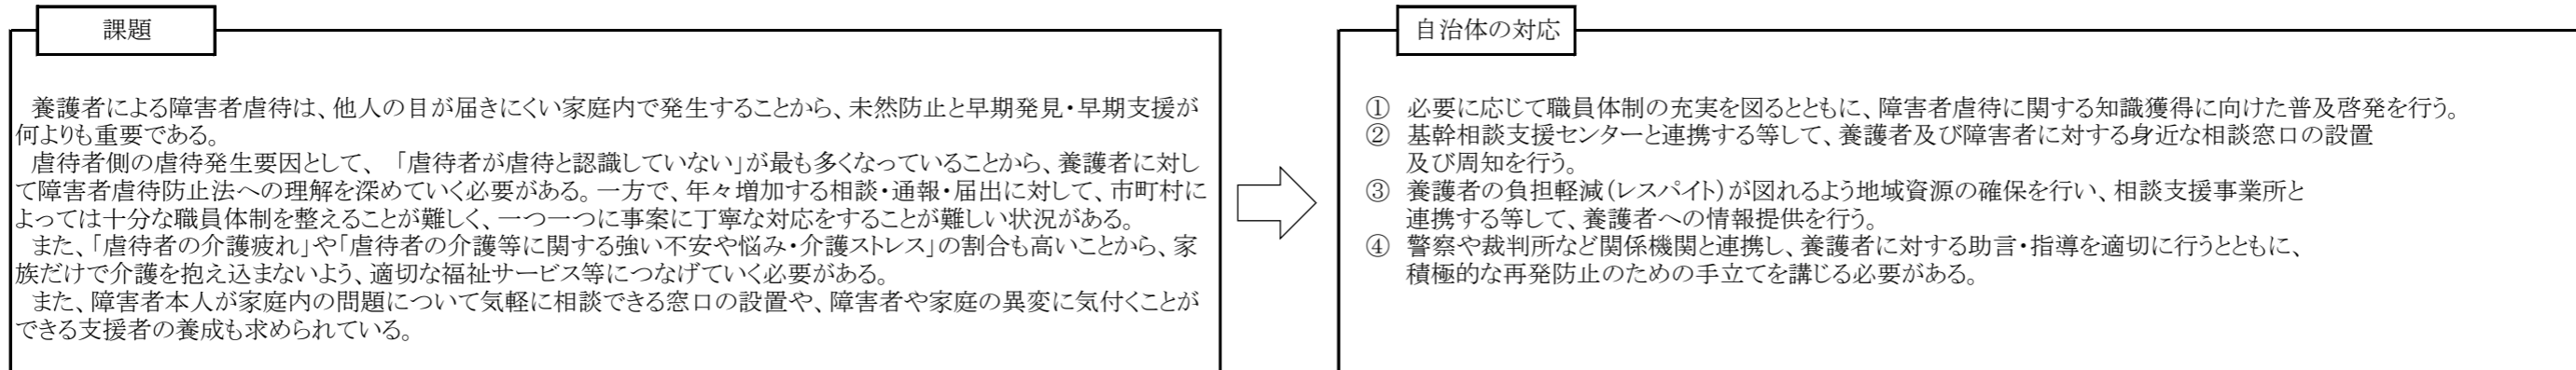 課題
養護者による障害者虐待は、他人の目が届きにくい家庭内で発生することから、未然防止と早期発見・早期支援が
何よりも重要である。
虐待者側の虐待発生要因として、「虐待者が虐待と認識していない」が最も多くなっていることから、養護者に対し
て障害者虐待防止法への理解を深めていく必要がある。一方で、年々増加する相談・通報・届出に対して、市町村に
よっては十分な職員体制を整えることが難しく、一つ一つに事案に丁寧な対応をすることが難しい状況がある。
また、「虐待者の介護疲れ」や「虐待者の介護等に関する強い不安や悩み・介護ストレス」の割合も高いことから、家
族だけで介護を抱え込まないよう、適切な福祉サービス等につなげていく必要がある。
また、障害者本人が家庭内の問題について気軽に相談できる窓口の設置や、障害者や家庭の異変に気付くことが
できる支援者の養成も求められている。
自治体の対応
① 必要に応じて職員体制の充実を図るとともに、障害者虐待に関する知識獲得に向けた普及啓発を行う。
② 基幹相談支援センターと連携する等して、養護者及び障害者に対する身近な相談窓口の設置
及び周知を行う。
③ 養護者の負担軽減(レスパイト)が図れるよう地域資源の確保を行い、相談支援事業所と
連携する等して、養護者への情報提供を行う。
④ 警察や裁判所など関係機関と連携し、養護者に対する助言・指導を適切に行うとともに、
積極的な再発防止のための手立てを講じる必要がある。